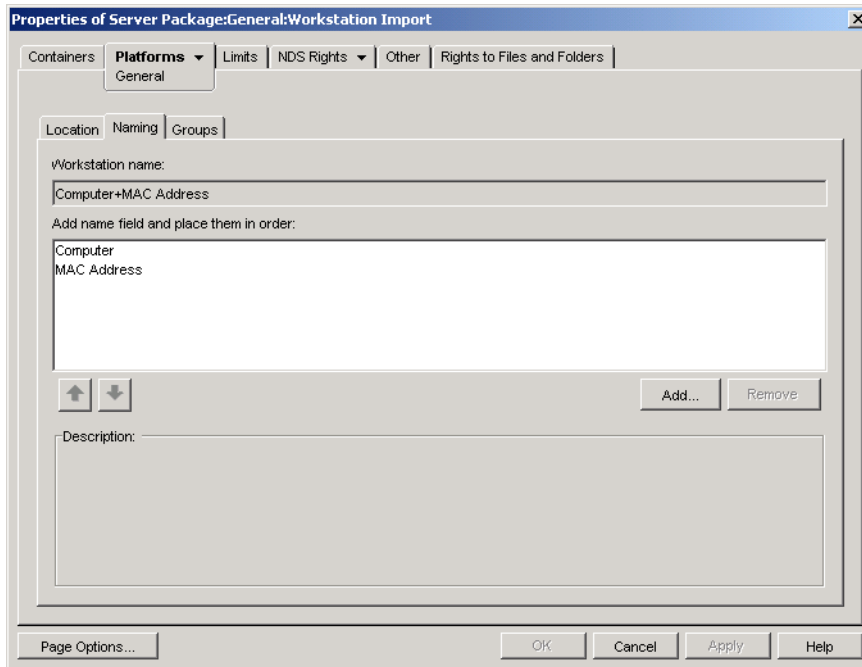 Properties of Server Package:General:Workstation Import
Containers Platforms Limits NDS Rights Other Rights to Files and Folders
General
Location Naming Groups
Workstation name:
Computer+MAC Address
Add name field and place them in order:
Computer
MAC Address
Add... Remove
Description:
Page Options... OK Cancel Apply Help